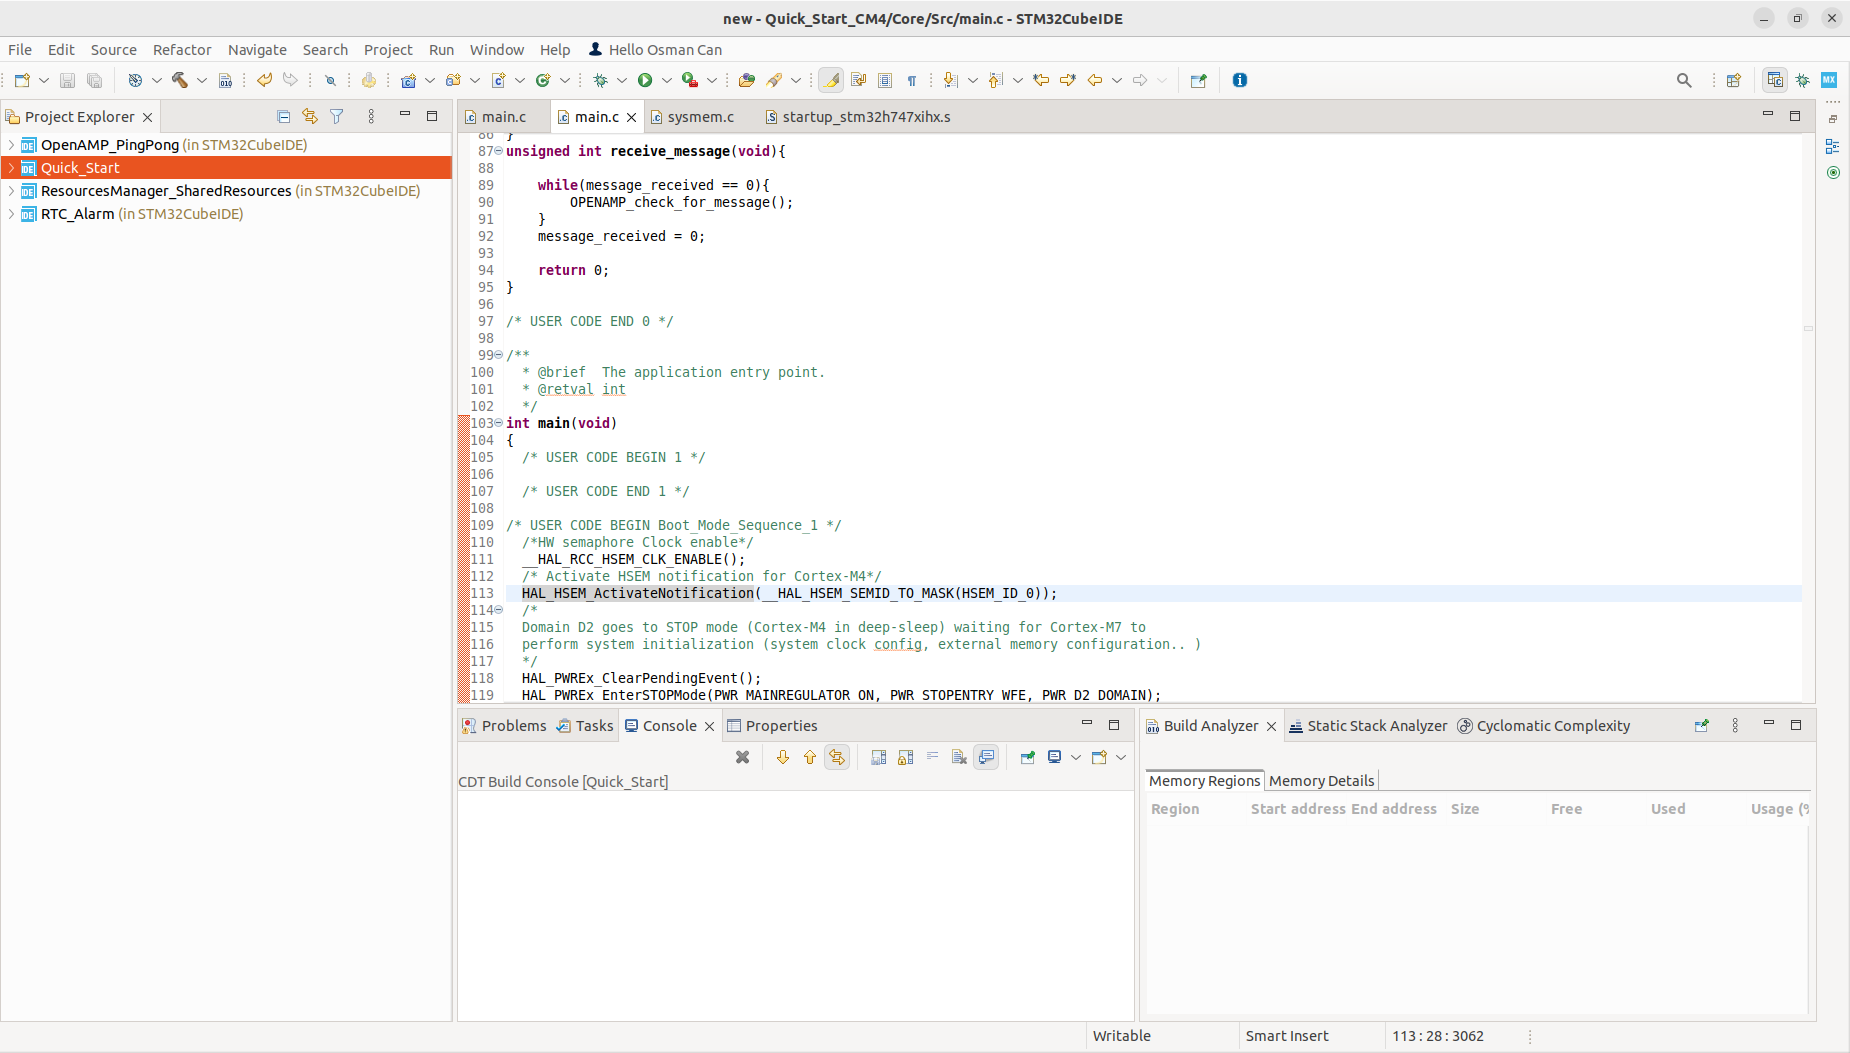 new - Quick_Start_CM4/Core/Src/main.c - STM32CubeIDE
File Edit Source Refactor Navigate Search Project Run Window Help Hello Osman Can
Project Explorer
OpenAMP_PingPong (in STM32CubeIDE)
Quick_Start
ResourcesManager_SharedResources (in STM32CubeIDE)
RTC_Alarm (in STM32CubeIDE)
main.c main.c sysmem.c startup_stm32h747xihx.s
86 }
87 unsigned int receive_message(void){
88
89 while(message_received == 0){
90 OPENAMP_check_for_message();
91 }
92 message_received = 0;
93
94 return 0;
95 }
96
97 /* USER CODE END 0 */
98
99 /**
100 * @brief The application entry point.
101 * @retval int
102 */
103 int main(void)
104 {
105 /* USER CODE BEGIN 1 */
106
107 /* USER CODE END 1 */
108
109 /* USER CODE BEGIN Boot_Mode_Sequence_1 */
110 /*HW semaphore Clock enable*/
111 __HAL_RCC_HSEM_CLK_ENABLE();
112 /* Activate HSEM notification for Cortex-M4*/
113 HAL_HSEM_ActivateNotification(__HAL_HSEM_SEMID_TO_MASK(HSEM_ID_0));
114 /*
115 Domain D2 goes to STOP mode (Cortex-M4 in deep-sleep) waiting for Cortex-M7 to
116 perform system initialization (system clock config, external memory configuration.. )
117 */
118 HAL_PWREx_ClearPendingEvent();
119 HAL_PWREx_EnterSTOPMode(PWR_MAINREGULATOR_ON, PWR_STOPENTRY_WFE, PWR_D2_DOMAIN);
Problems Tasks Console Properties
CDT Build Console [Quick_Start]
Build Analyzer Static Stack Analyzer Cyclomatic Complexity
Memory Regions Memory Details
Region Start address End address Size Free Used Usage (%
Writable Smart Insert 113 : 28 : 3062